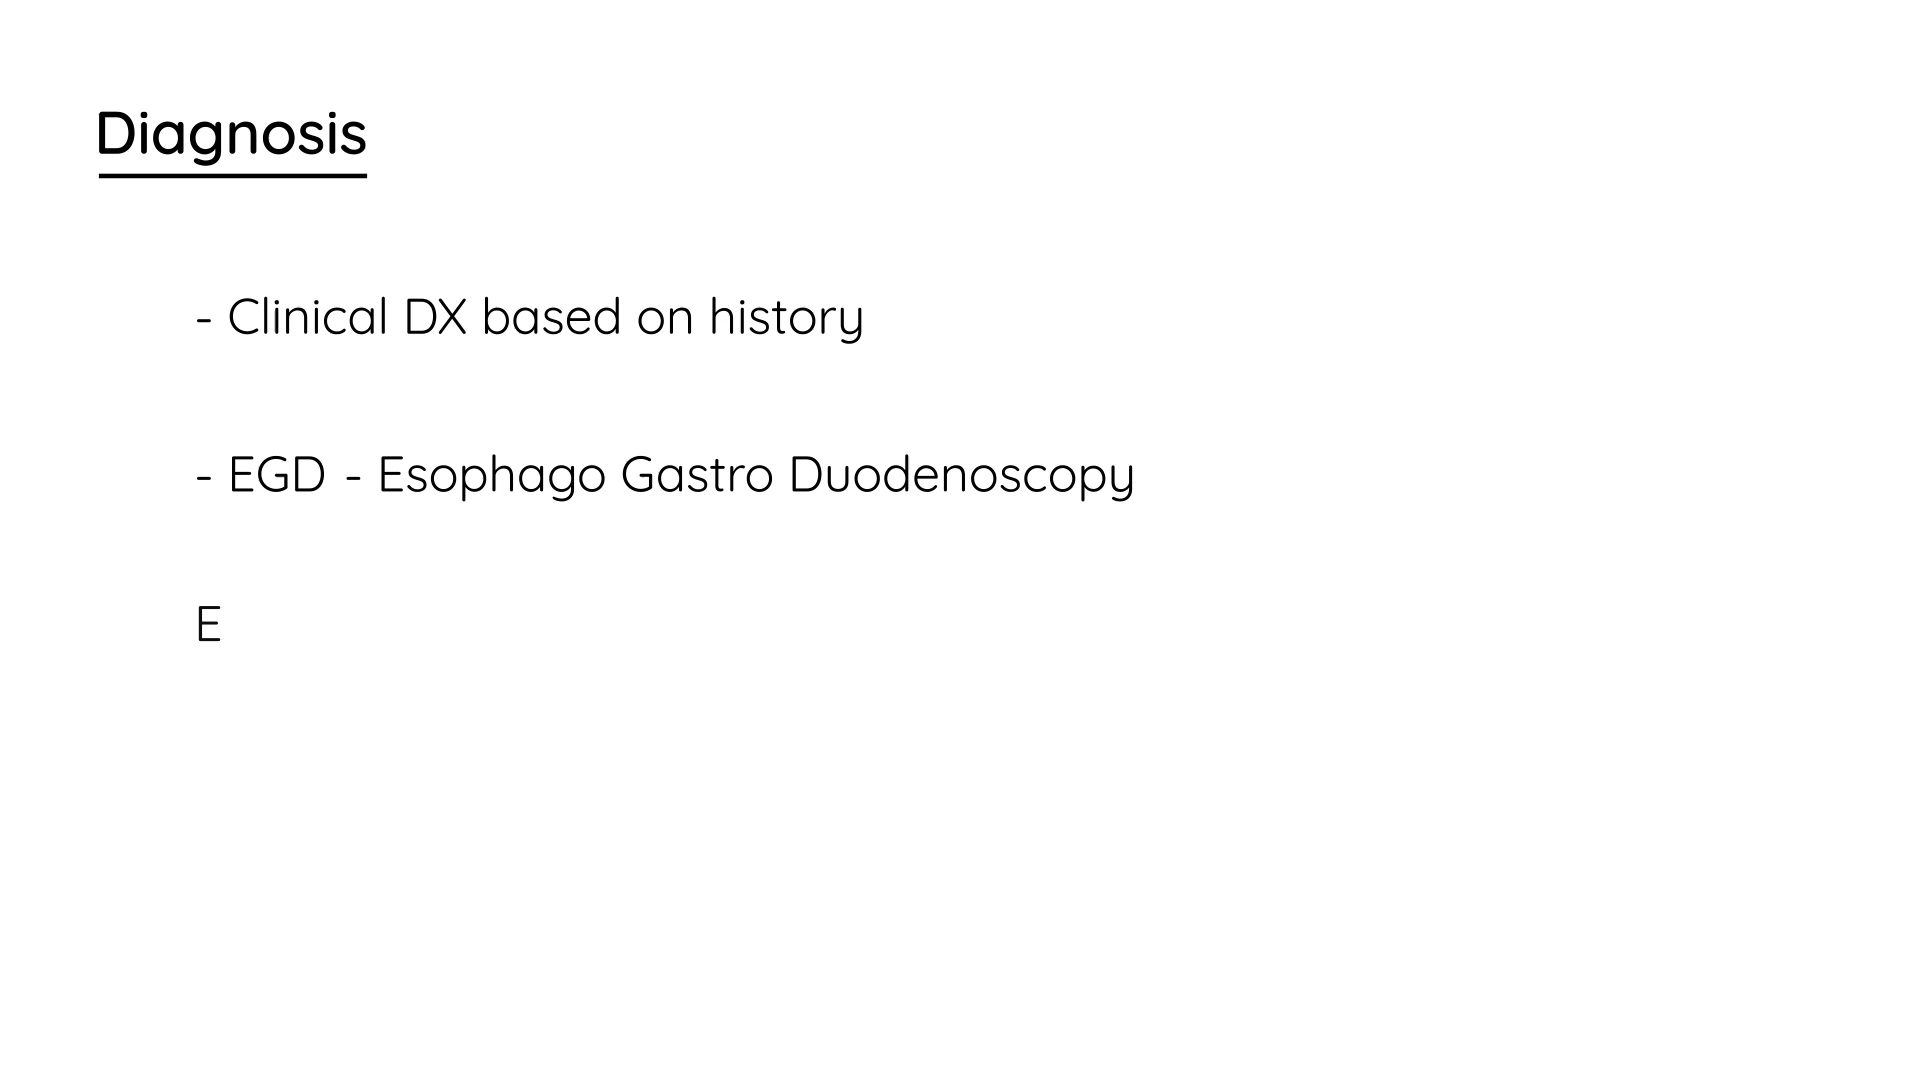 Diagnosis
- Clinical DX based on history
- EGD - Esophago Gastro Duodenoscopy
E